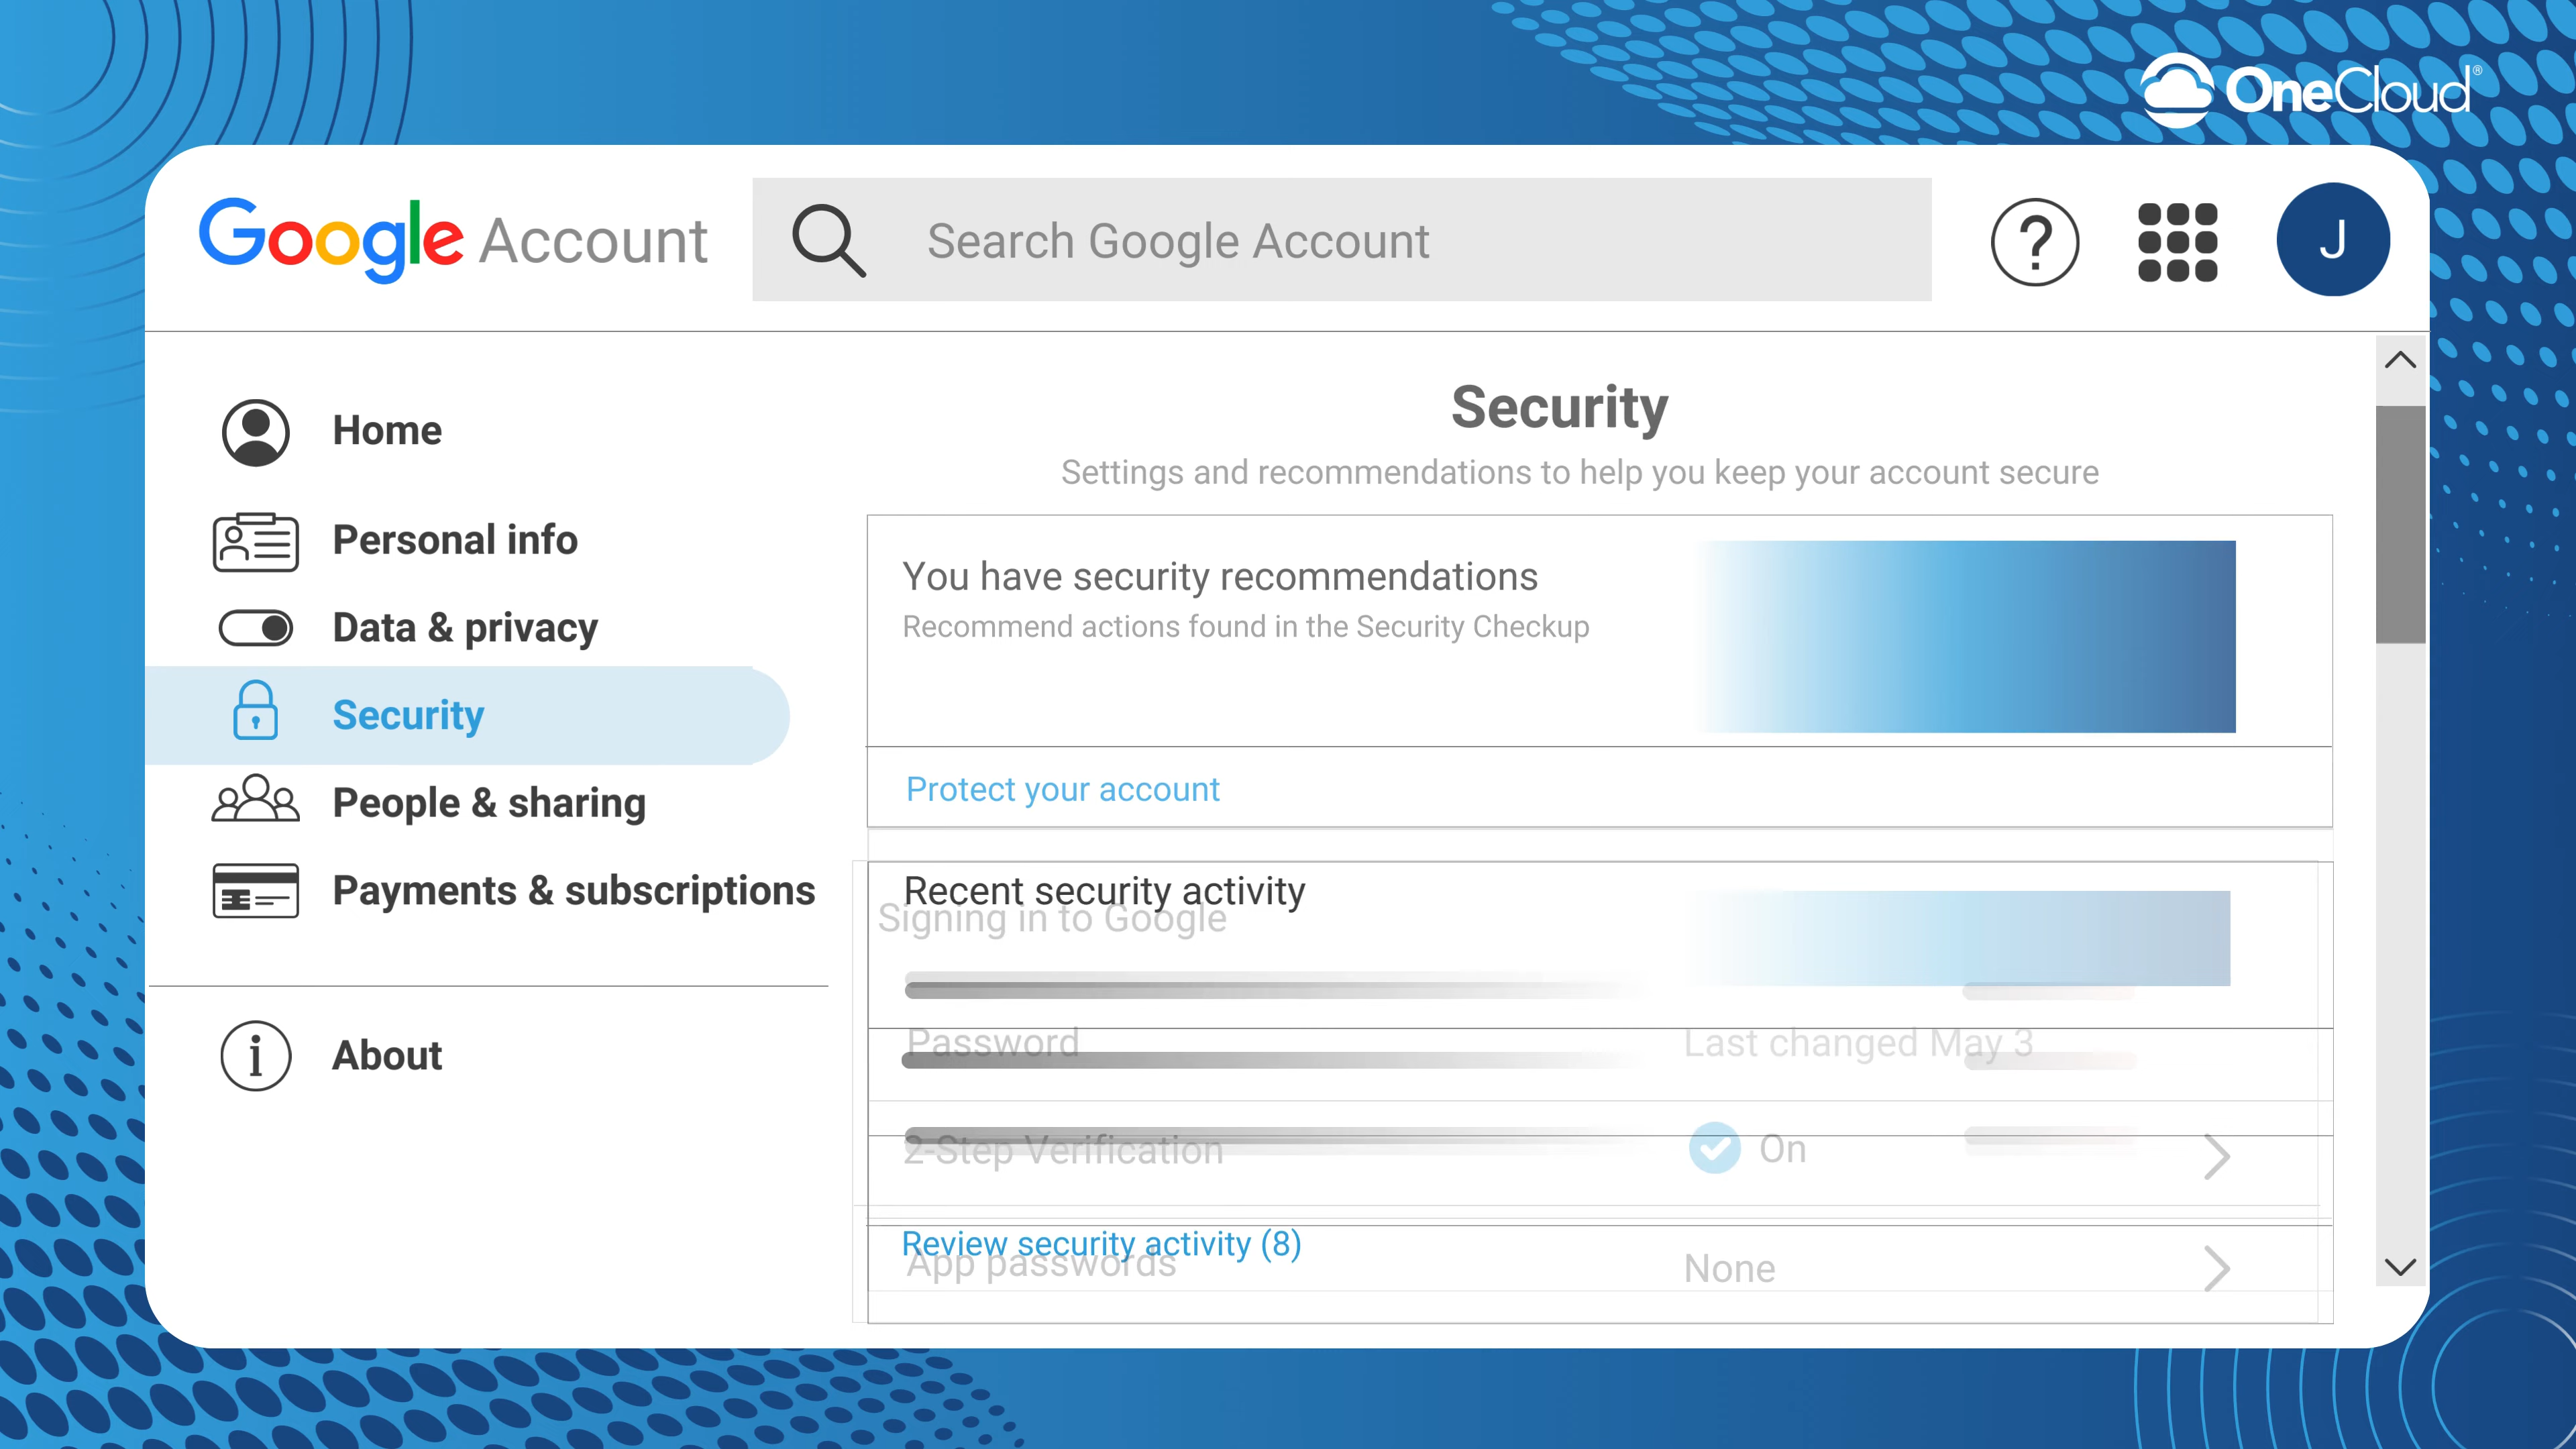 OneCloud®
Google Account
Search Google Account
?
J
Home
Personal info
Data & privacy
Security
People & sharing
Payments & subscriptions
About
Security
Settings and recommendations to help you keep your account secure
You have security recommendations
Recommend actions found in the Security Checkup
Protect your account
Recent security activity
Signing in to Google
Password Last changed May 3
2-Step Verification On
Review security activity (8)
App passwords None